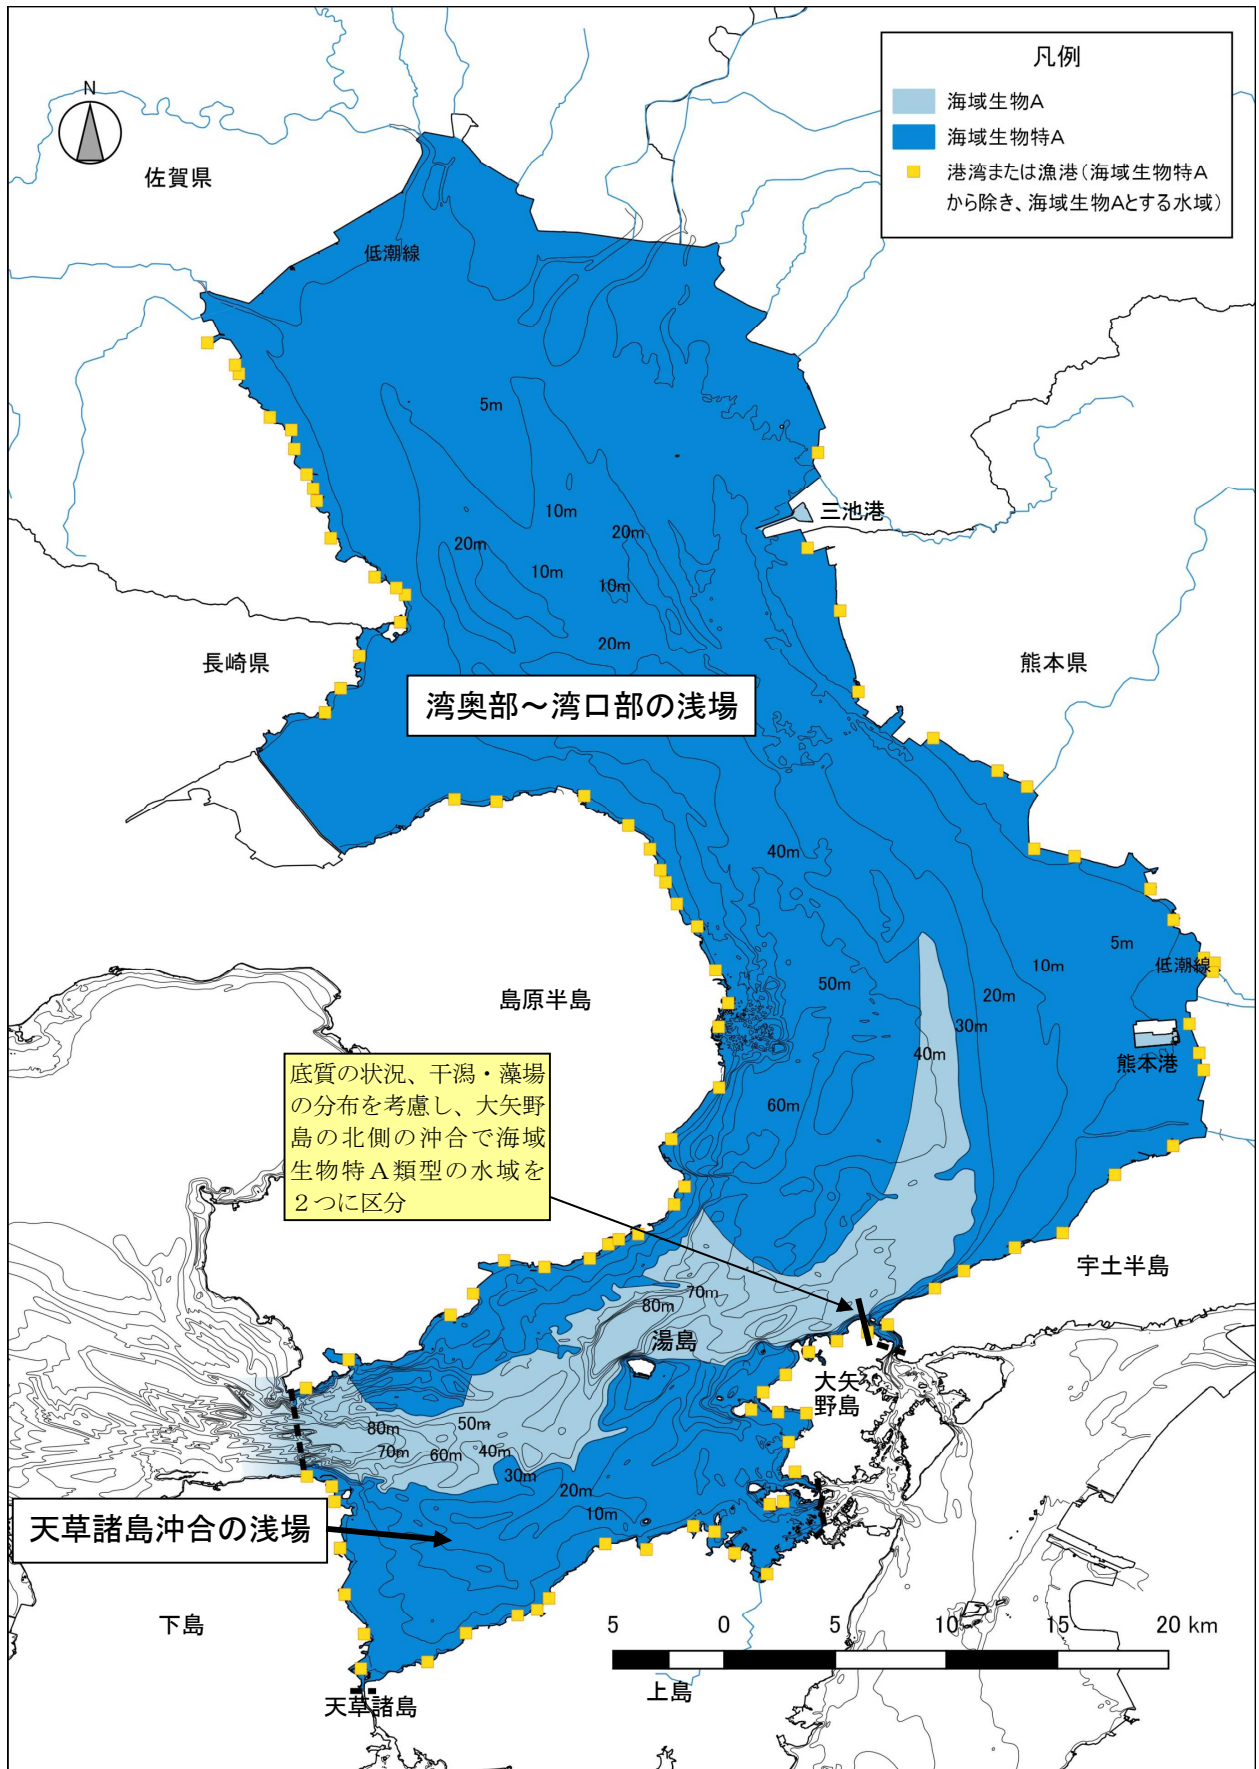 凡例
海域生物A
海域生物特A
港湾または漁港（海域生物特A
から除き、海域生物Aとする水域）
N
佐賀県
低潮線
5m
10m
三池港
20m
20m
10m
10m
20m
長崎県
熊本県
湾奥部～湾口部の浅場
40m
5m
低潮線
10m
50m
20m
島原半島
30m
40m
熊本港
底質の状況、干潟・藻場
の分布を考慮し、大矢野
島の北側の沖合で海域
生物特A類型の水域を
２つに区分
60m
宇土半島
70m
80m
湯島
大矢
野島
80m
50m
70m
60m
40m
30m
20m
10m
天草諸島沖合の浅場
下島
5 0 5 10 15 20 km
上島
天草諸島